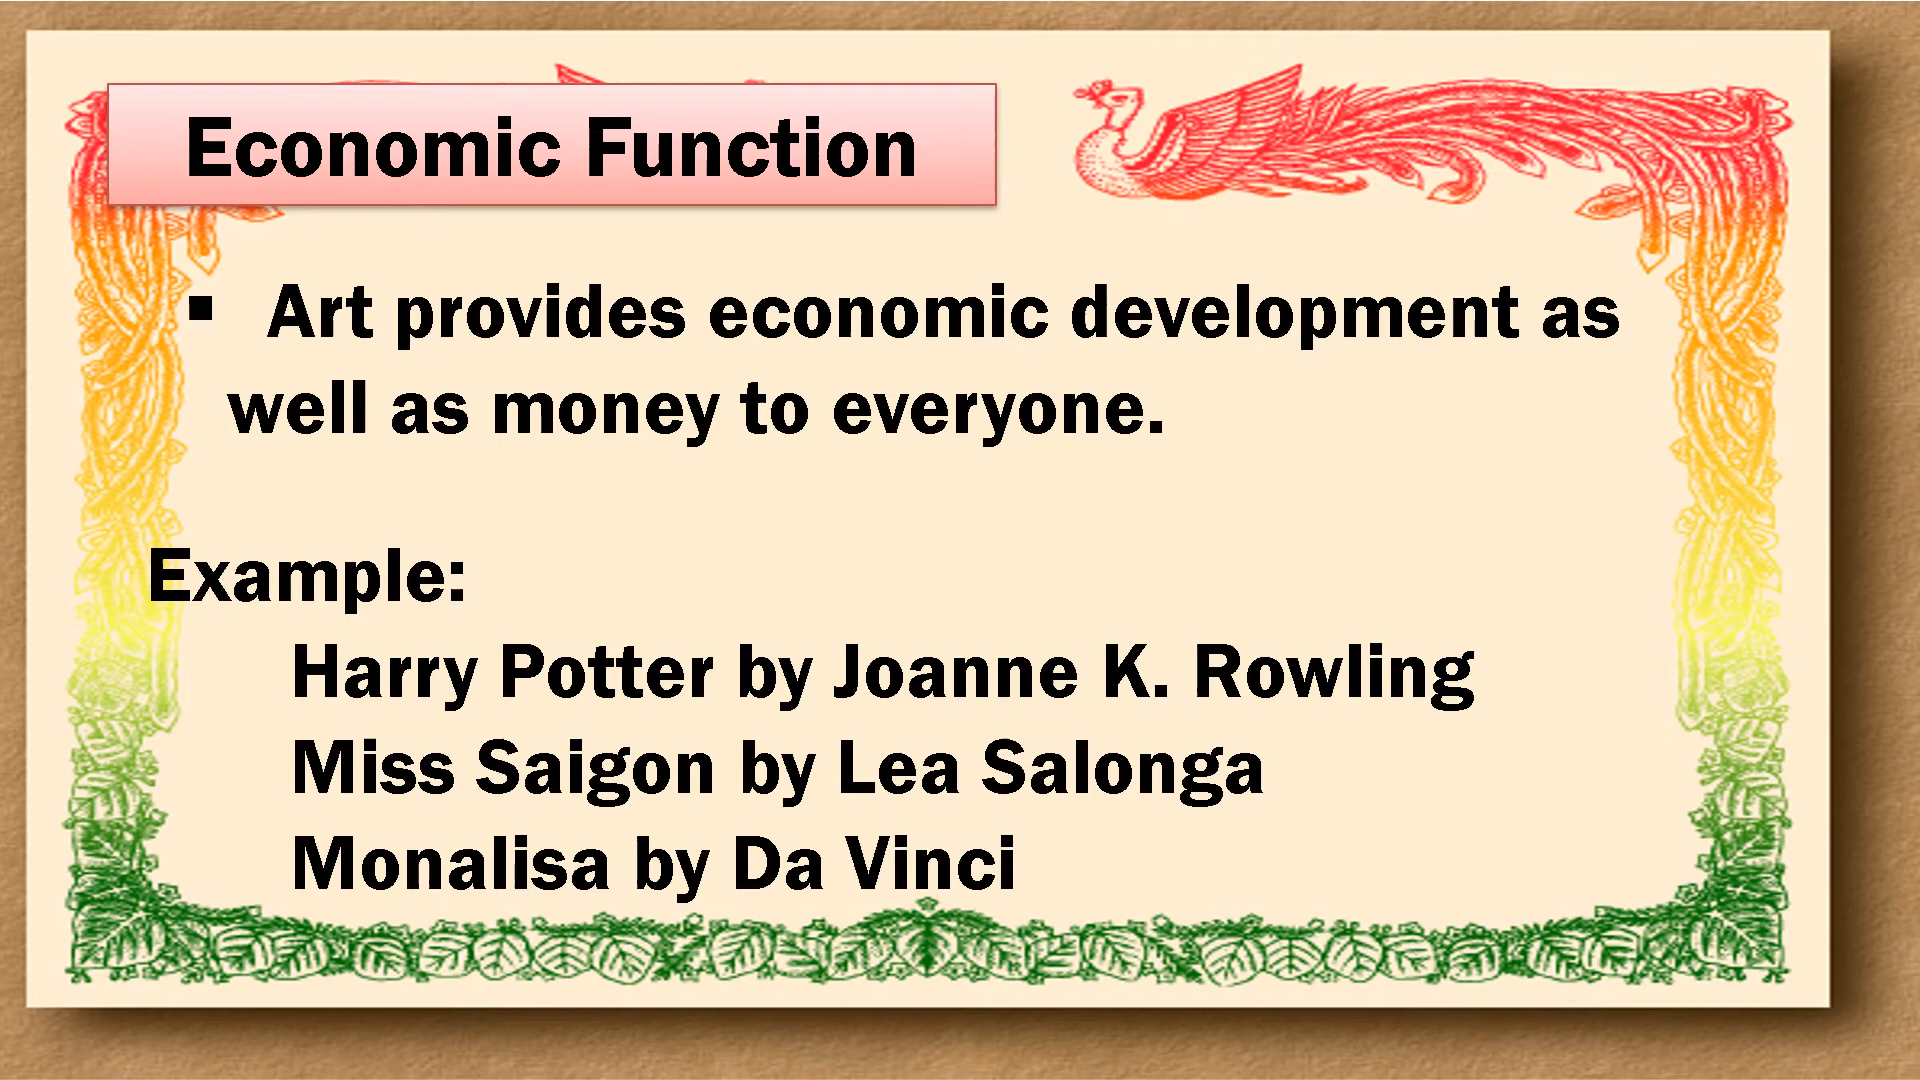 Economic Function
▪ Art provides economic development as
well as money to everyone.
Example:
Harry Potter by Joanne K. Rowling
Miss Saigon by Lea Salonga
Monalisa by Da Vinci